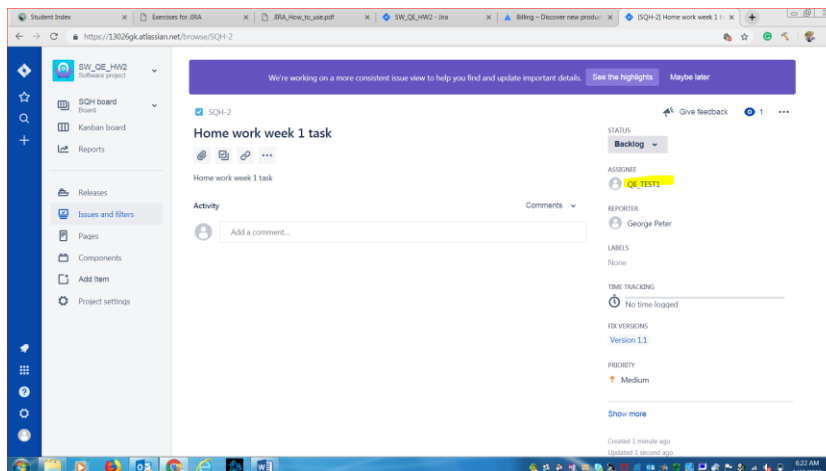 Student Index
Exercises for JIRA
JIRA_How_to_use.pdf
SW_QE_HW2 - Jira
Billing – Discover new produc
[SQH-2] Home work week 1 t
https://13026gk.atlassian.net/browse/SQH-2
SW_QE_HW2
Software project
We're working on a more consistent issue view to help you find and update important details.
See the highlights
Maybe later
SQH board
Board
Kanban board
Reports
Releases
Issues and filters
Pages
Components
Add item
Project settings
SQH-2
Give feedback
1
Home work week 1 task
Home work week 1 task
Activity
Comments
Add a comment...
STATUS
Backlog
ASSIGNEE
QE_TEST1
REPORTER
George Peter
LABELS
None
TIME TRACKING
No time logged
FIX VERSIONS
Version 1.1
PRIORITY
Medium
Show more
Created 1 minute ago
Updated 1 second ago
6:22 AM